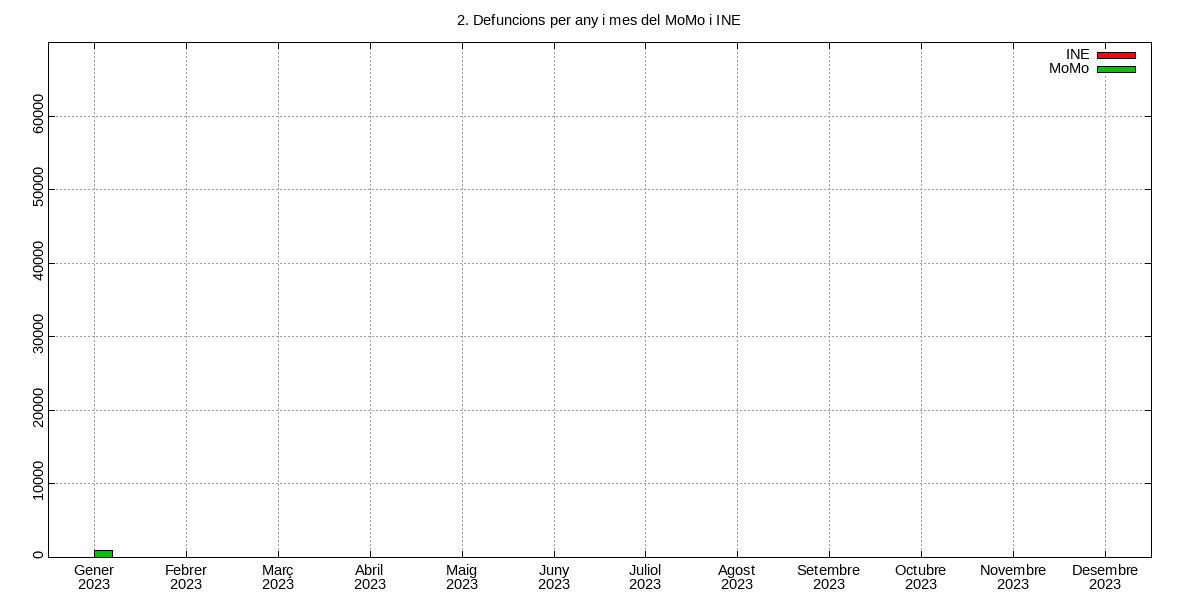 2. Defuncions per any i mes del MoMo i INE
INE
MoMo
60000
50000
40000
30000
20000
10000
0
Gener Febrer Març Abril Maig Juny Juliol Agost Setembre Octubre Novembre Desembre
2023 2023 2023 2023 2023 2023 2023 2023 2023 2023 2023 2023